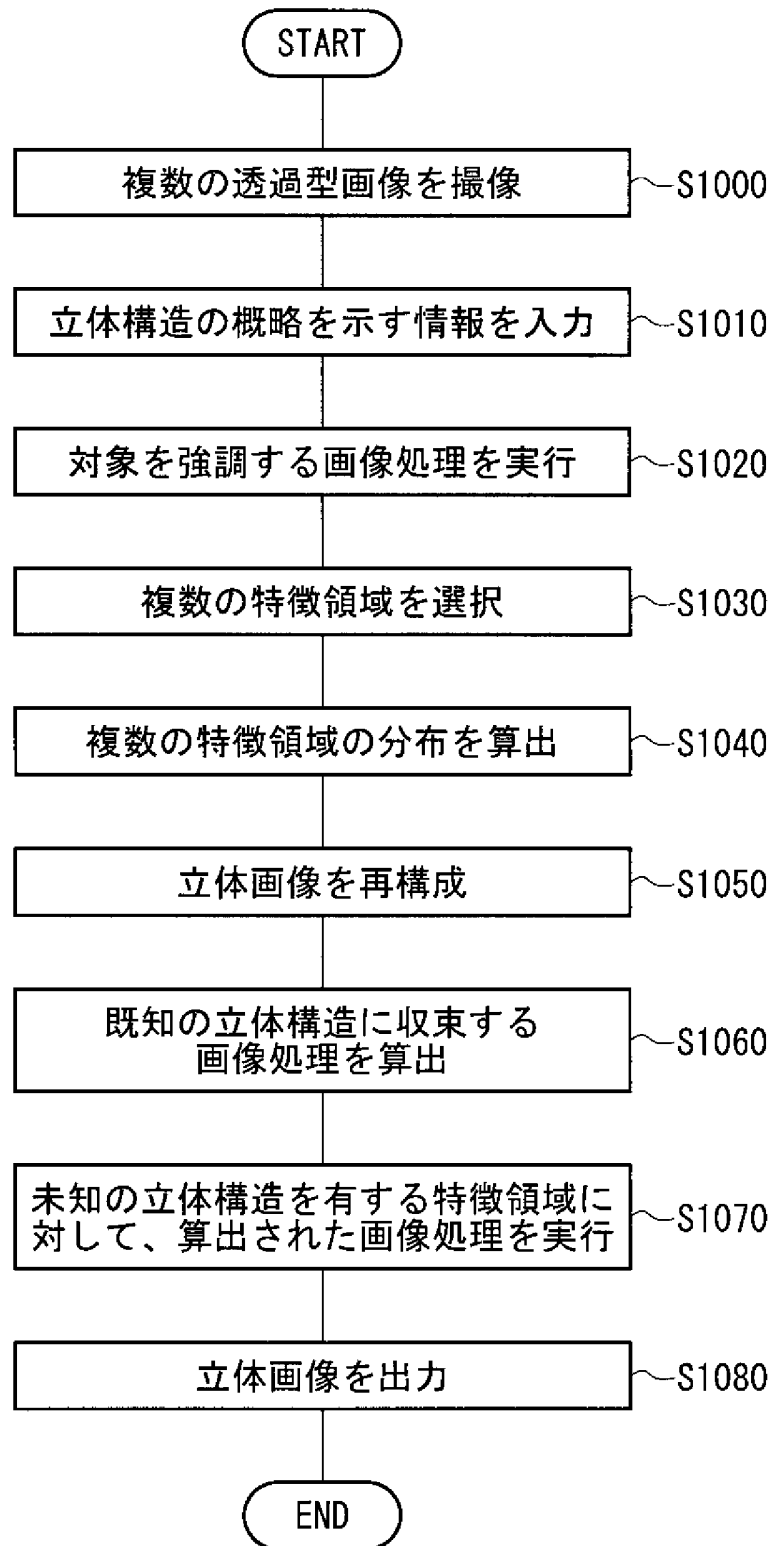 START
複数の透過型画像を撮像
S1000
立体構造の概略を示す情報を入力
S1010
対象を強調する画像処理を実行
S1020
複数の特徴領域を選択
S1030
複数の特徴領域の分布を算出
S1040
立体画像を再構成
S1050
既知の立体構造に収束する
画像処理を算出
S1060
未知の立体構造を有する特徴領域に
対して、算出された画像処理を実行
S1070
立体画像を出力
S1080
END